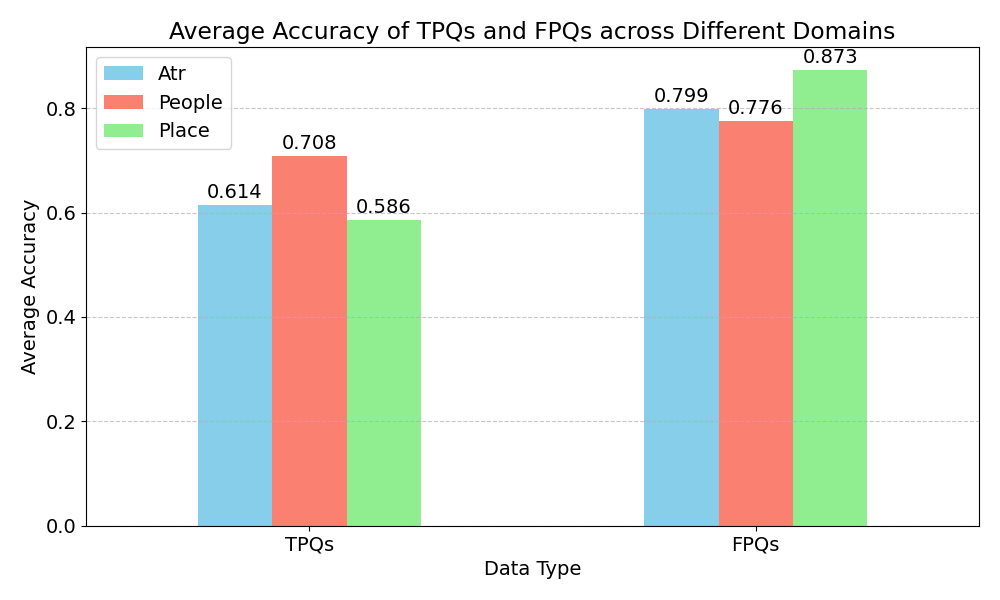 Average Accuracy of TPQs and FPQs across Different Domains
Atr
People
Place
Average Accuracy
0.8
0.6
0.4
0.2
0.0
0.614
0.708
0.586
0.799
0.776
0.873
TPQs
FPQs
Data Type